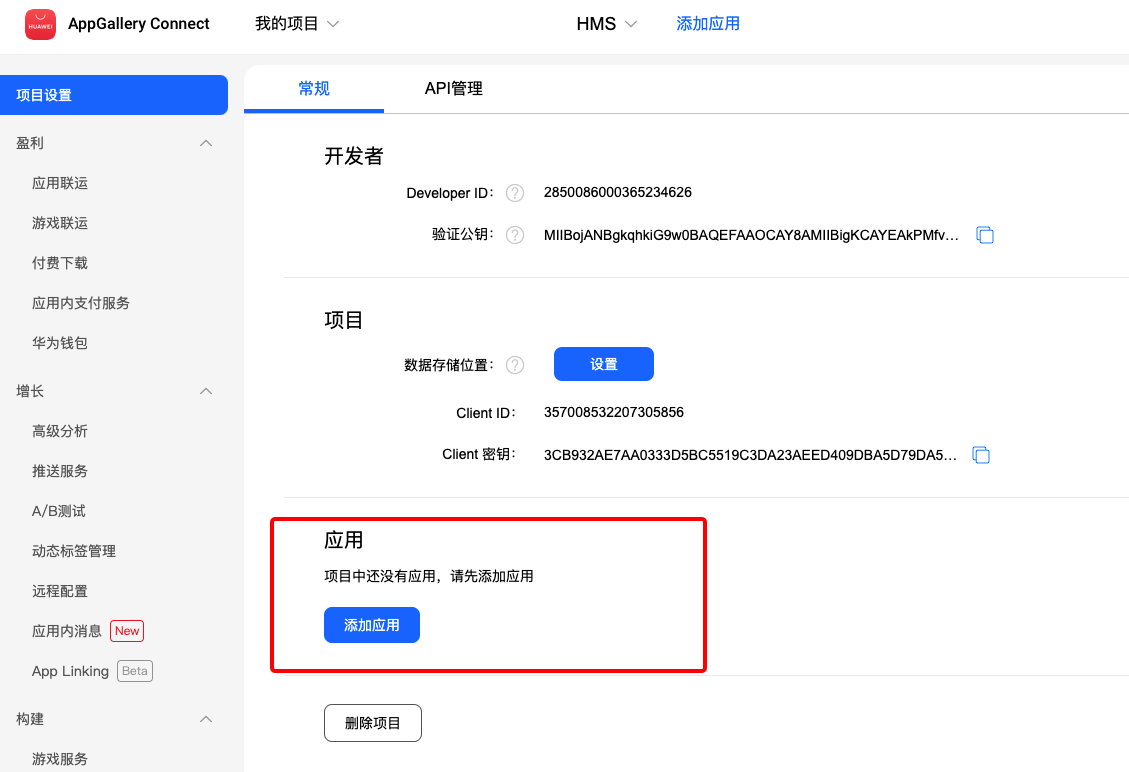 HUAWEI
AppGallery Connect 我的项目 HMS 添加应用
项目设置
盈利
应用联运
游戏联运
付费下载
应用内支付服务
华为钱包
增长
高级分析
推送服务
A/B测试
动态标签管理
远程配置
应用内消息 New
App Linking Beta
构建
游戏服务
常规 API管理
开发者
Developer ID: ? 2850086000365234626
验证公钥: ? MIIBojANBgkqhkiG9w0BAQEFAAOCAY8AMIIBigKCAYEAkPMfv...
项目
数据存储位置: ? 设置
Client ID: 357008532207305856
Client 密钥: 3CB932AE7AA0333D5BC5519C3DA23AEED409DBA5D79DA5...
应用
项目中还没有应用，请先添加应用
添加应用
删除项目